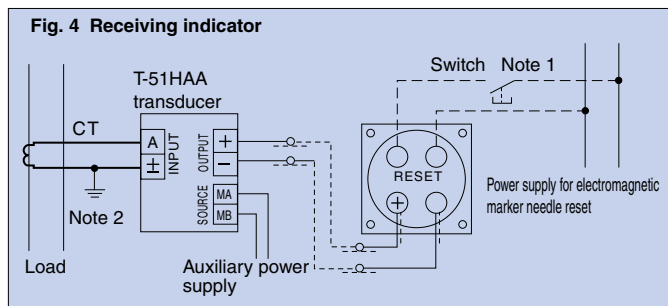 Fig. 4 Receiving indicator
Switch Note 1
T-51HAA
transducer
CT
A
±
INPUT
OUTPUT
+
−
SOURCE
MA
MB
RESET
+
Note 2
Power supply for electromagnetic
marker needle reset
Load
Auxiliary power
supply